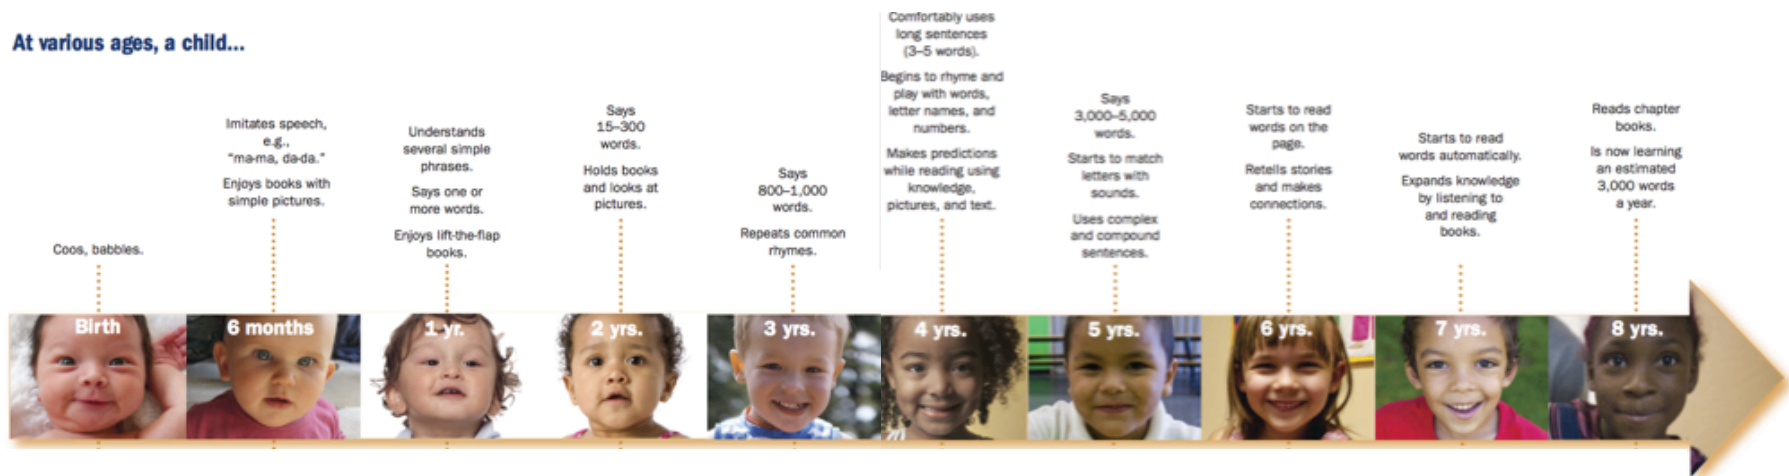 At various ages, a child...
Coos, babbles.
Birth
Imitates speech,
e.g.,
"ma-ma, da-da."
Enjoys books with
simple pictures.
6 months
Understands
several simple
phrases.
Says one or
more words.
Enjoys lift-the-flap
books.
1 yr.
Says
15–300
words.
Holds books
and looks at
pictures.
2 yrs.
Says
800–1,000
words.
Repeats common
rhymes.
3 yrs.
Comfortably uses
long sentences
(3–5 words).
Begins to rhyme and
play with words,
letter names, and
numbers.
Makes predictions
while reading using
knowledge,
pictures, and text.
4 yrs.
Says
3,000–5,000
words.
Starts to match
letters with
sounds.
Uses complex
and compound
sentences.
5 yrs.
Starts to read
words on the
page.
Retells stories
and makes
connections.
6 yrs.
Starts to read
words automatically.
Expands knowledge
by listening to
and reading
books.
7 yrs.
Reads chapter
books.
Is now learning
an estimated
3,000 words
a year.
8 yrs.